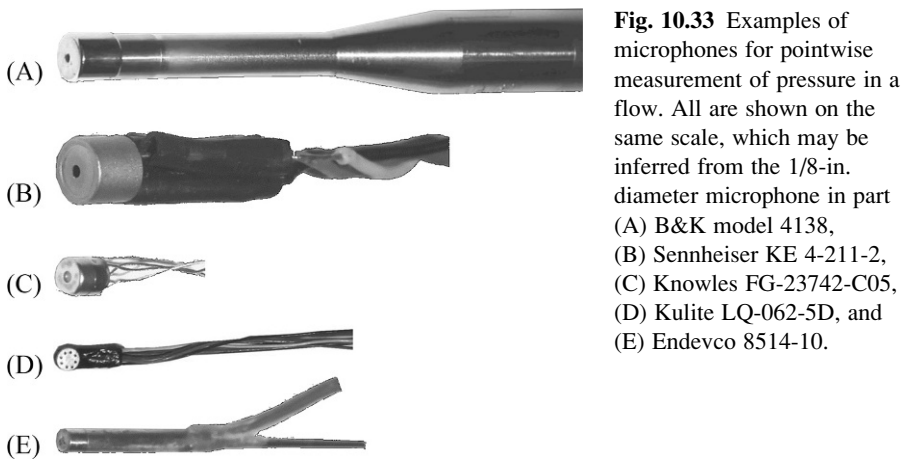 (A)
(B)
(C)
(D)
(E)
Fig. 10.33 Examples of
microphones for pointwise
measurement of pressure in a
flow. All are shown on the
same scale, which may be
inferred from the 1/8-in.
diameter microphone in part
(A) B&K model 4138,
(B) Sennheiser KE 4-211-2,
(C) Knowles FG-23742-C05,
(D) Kulite LQ-062-5D, and
(E) Endevco 8514-10.